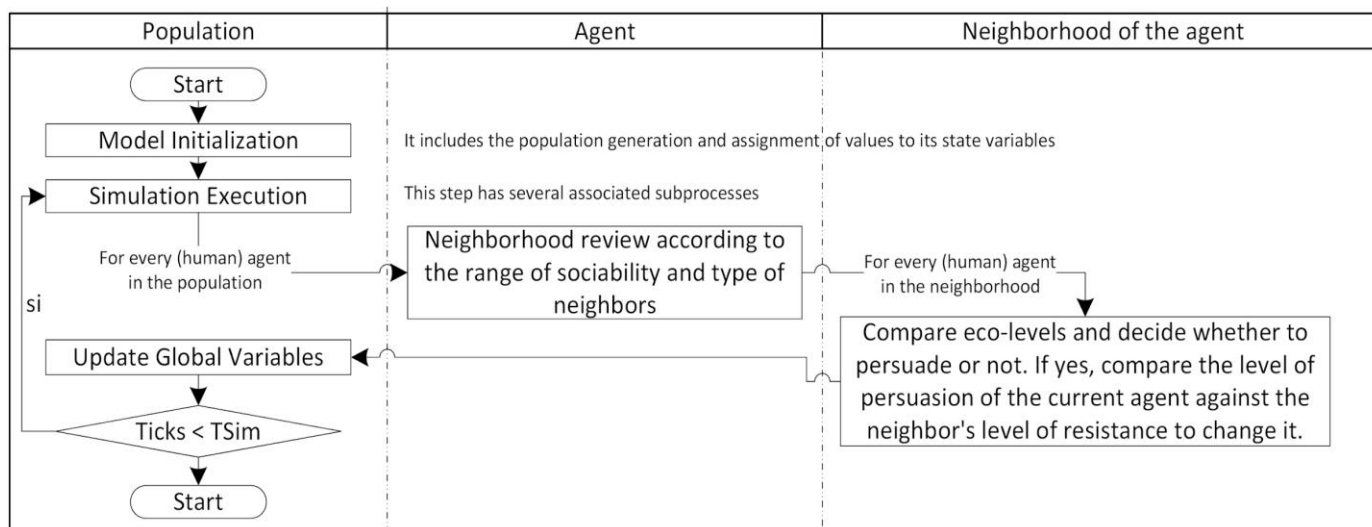 Population
Agent
Neighborhood of the agent
Start
Model Initialization
It includes the population generation and assignment of values to its state variables
Simulation Execution
This step has several associated subprocesses
For every (human) agent
in the population
Neighborhood review according to
the range of sociability and type of
neighbors
For every (human) agent
in the neighborhood
si
Compare eco-levels and decide whether to
persuade or not. If yes, compare the level of
persuasion of the current agent against the
neighbor's level of resistance to change it.
Update Global Variables
Ticks < TSim
Start